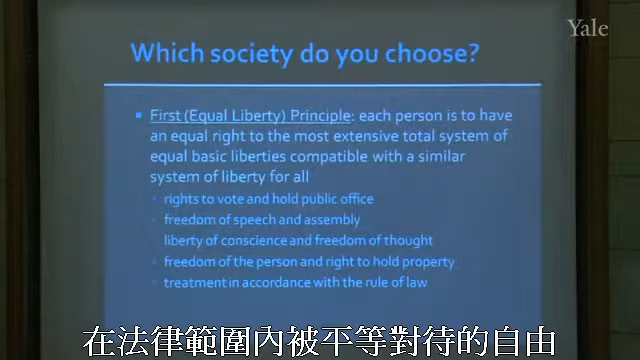 Yale
Which society do you choose?
First (Equal Liberty) Principle: each person is to have
an equal right to the most extensive total system of
equal basic liberties compatible with a similar
system of liberty for all
rights to vote and hold public office
freedom of speech and assembly
liberty of conscience and freedom of thought
freedom of the person and right to hold property
treatment in accordance with the rule of law
在法律範圍內被平等對待的自由